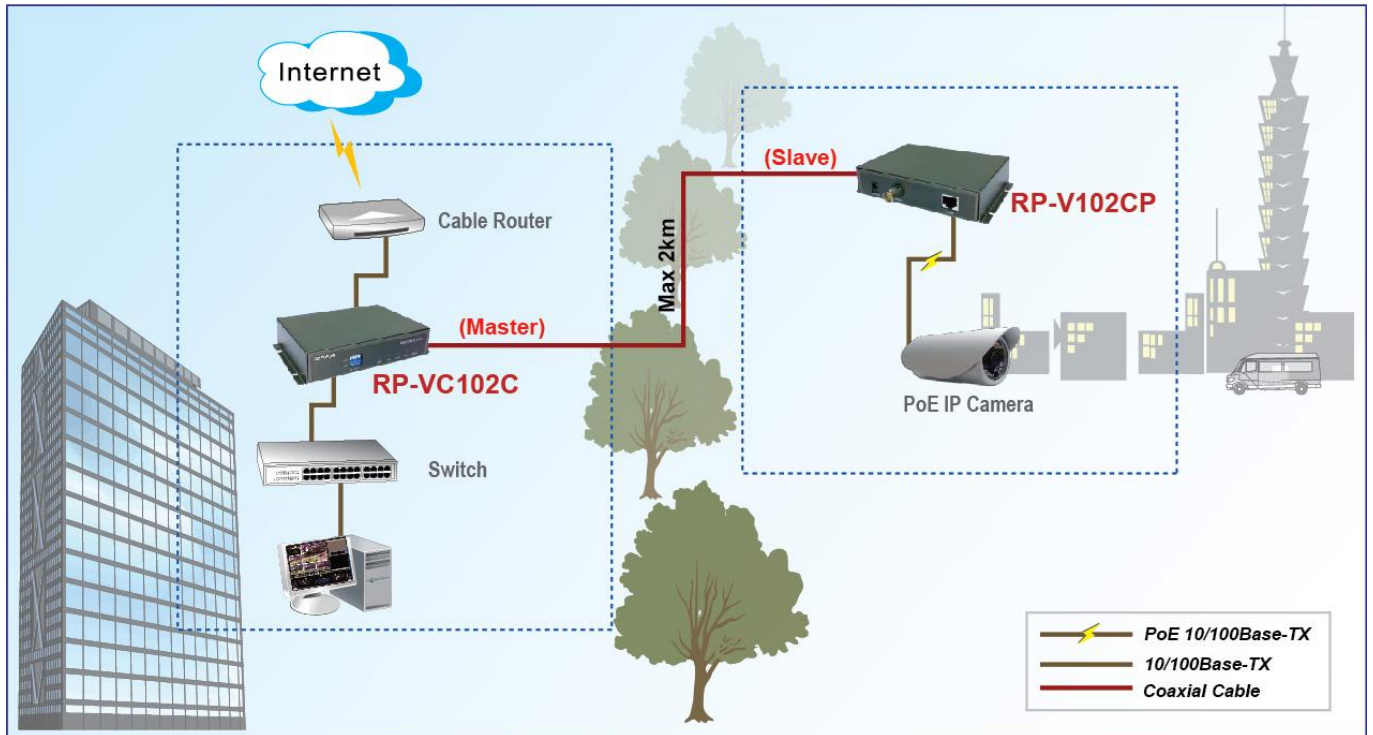 Internet
Cable Router
(Master)
RP-VC102C
Switch
Max 2km
(Slave)
RP-V102CP
PoE IP Camera
PoE 10/100Base-TX
10/100Base-TX
Coaxial Cable